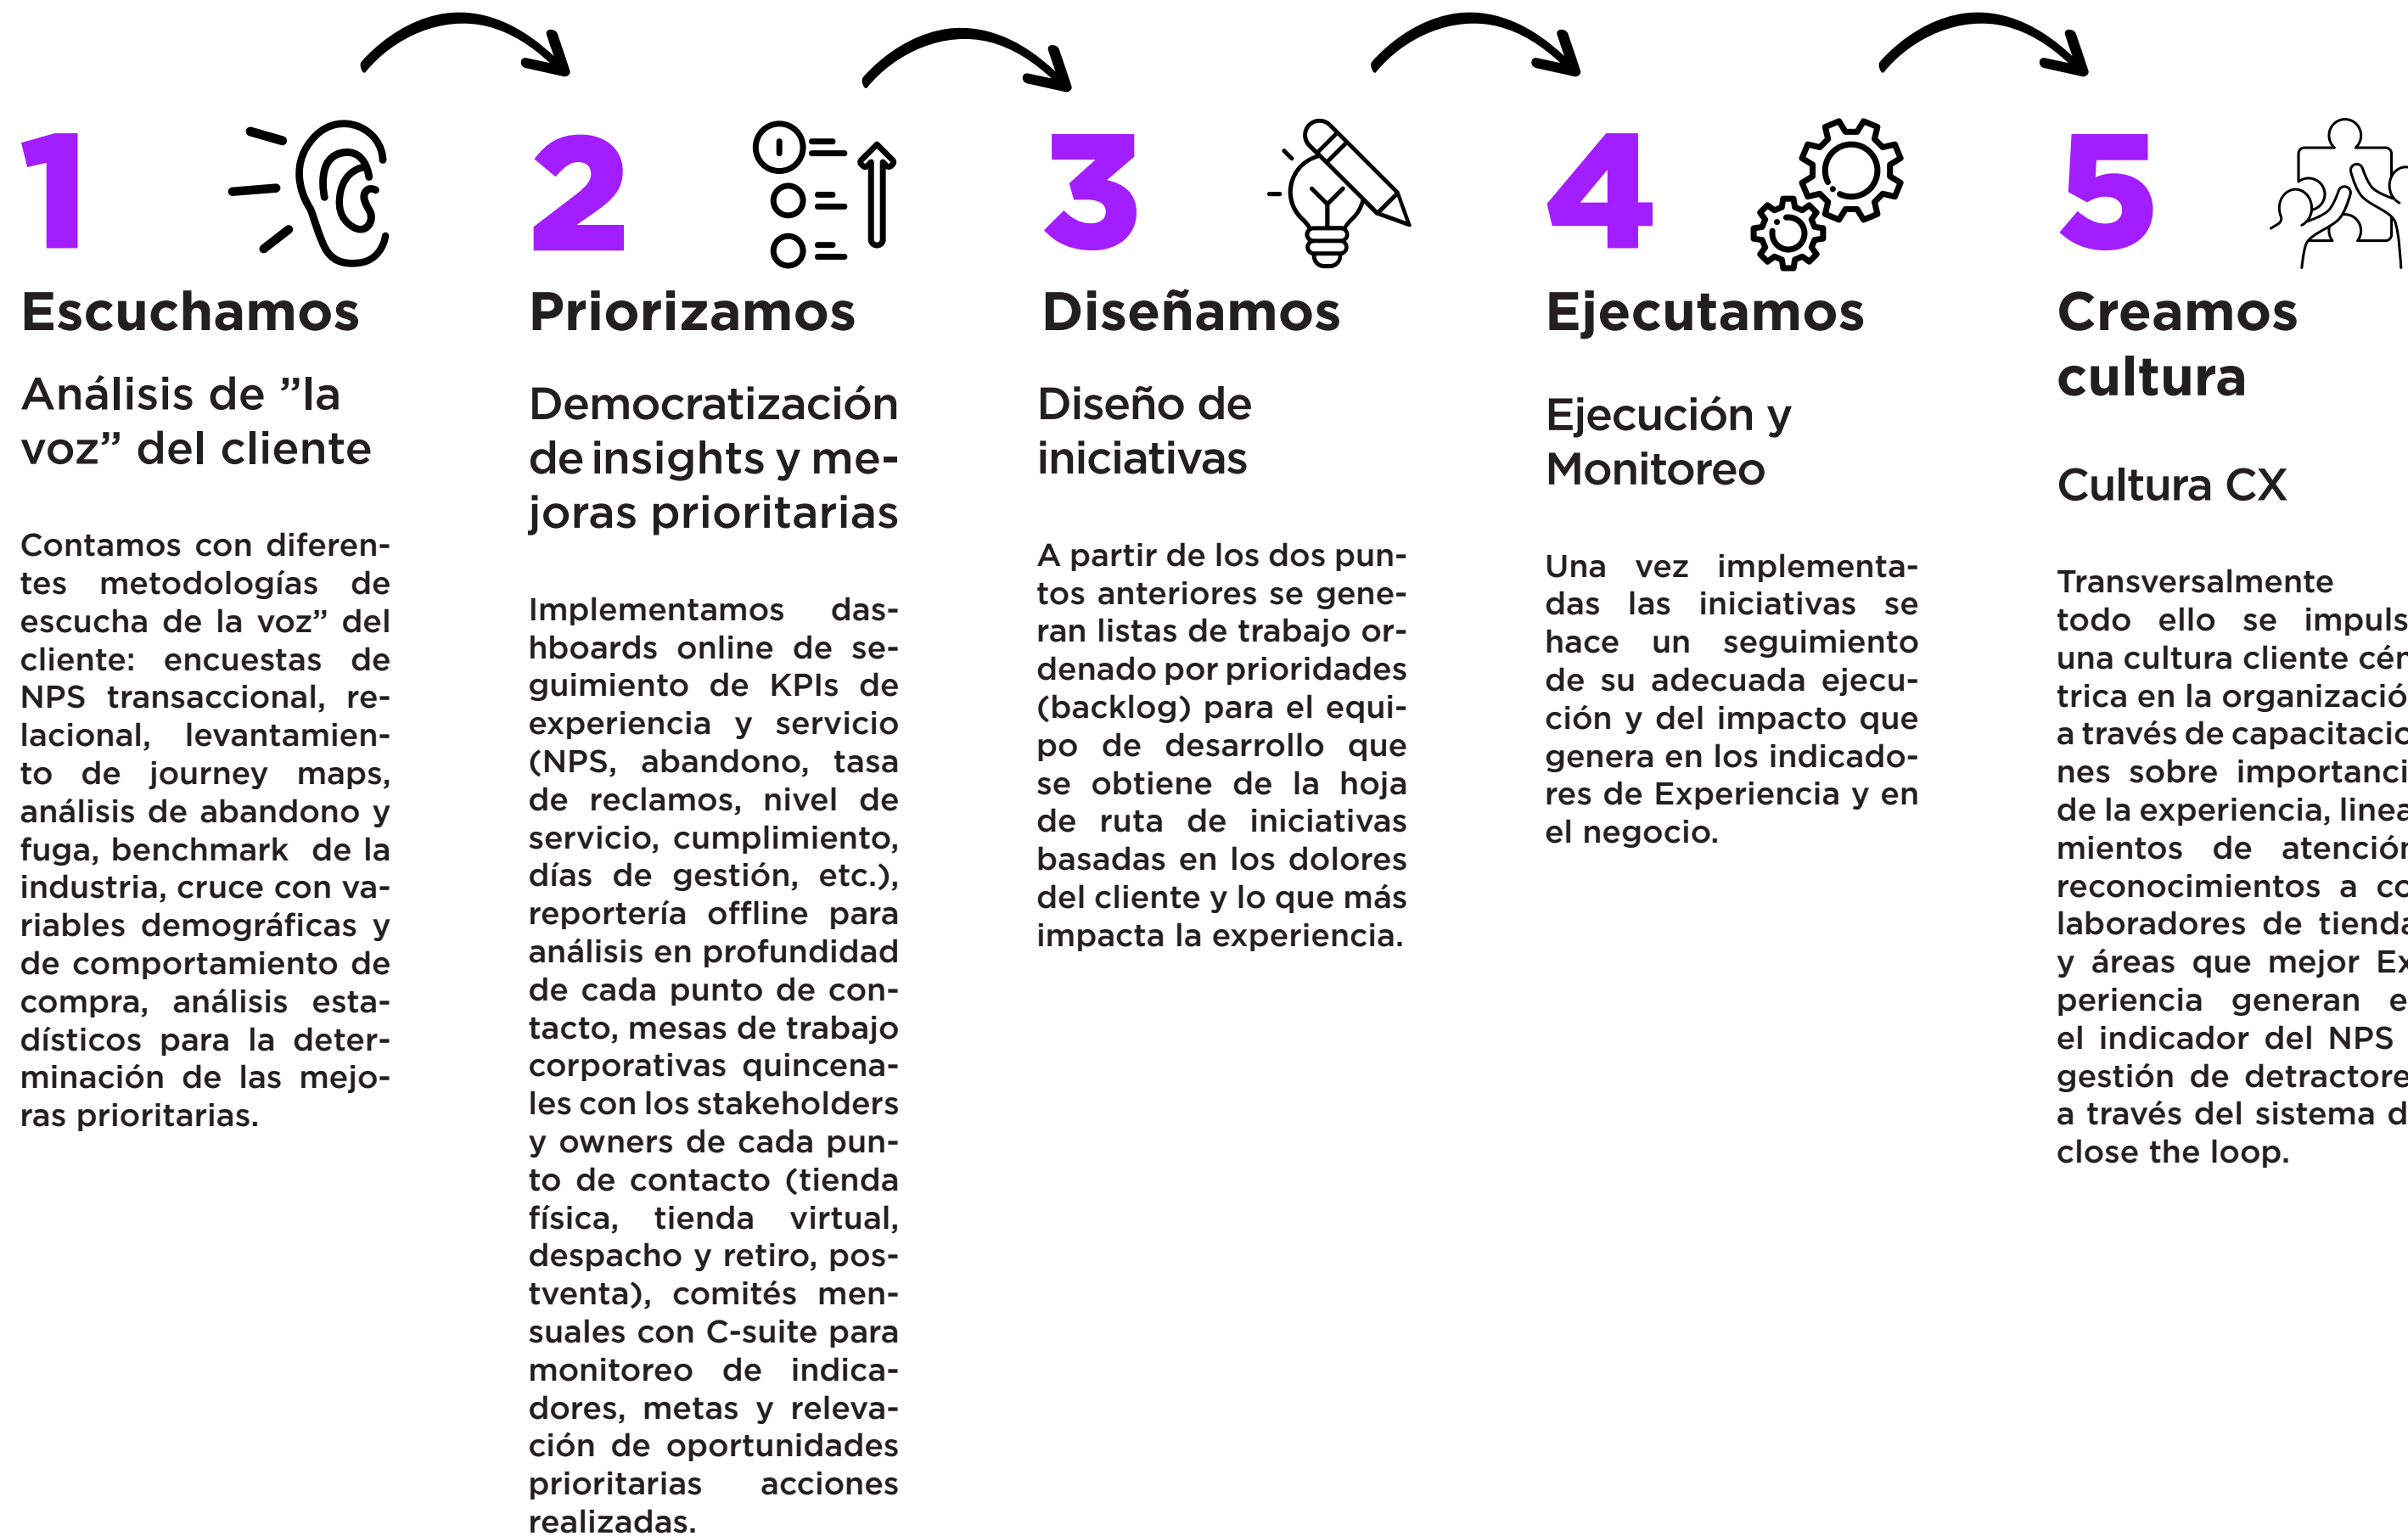 1
Escuchamos
Análisis de ”la
voz” del cliente
Contamos con diferen-
tes metodologías de
escucha de la voz” del
cliente: encuestas de
NPS transaccional, re-
lacional, levantamien-
to de journey maps,
análisis de abandono y
fuga, benchmark de la
industria, cruce con va-
riables demográficas y
de comportamiento de
compra, análisis esta-
dísticos para la deter-
minación de las mejo-
ras prioritarias.
2
Priorizamos
Democratización
de insights y me-
joras prioritarias
Implementamos das-
hboards online de se-
guimiento de KPIs de
experiencia y servicio
(NPS, abandono, tasa
de reclamos, nivel de
servicio, cumplimiento,
días de gestión, etc.),
reportería offline para
análisis en profundidad
de cada punto de con-
tacto, mesas de trabajo
corporativas quincena-
les con los stakeholders
y owners de cada pun-
to de contacto (tienda
física, tienda virtual,
despacho y retiro, pos-
tventa), comités men-
suales con C-suite para
monitoreo de indica-
dores, metas y releva-
ción de oportunidades
prioritarias acciones
realizadas.
3
Diseñamos
Diseño de
iniciativas
A partir de los dos pun-
tos anteriores se gene-
ran listas de trabajo or-
denado por prioridades
(backlog) para el equi-
po de desarrollo que
se obtiene de la hoja
de ruta de iniciativas
basadas en los dolores
del cliente y lo que más
impacta la experiencia.
4
Ejecutamos
Ejecución y
Monitoreo
Una vez implementa-
das las iniciativas se
hace un seguimiento
de su adecuada ejecu-
ción y del impacto que
genera en los indicado-
res de Experiencia y en
el negocio.
5
Creamos
cultura
Cultura CX
Transversalmente
todo ello se impuls
una cultura cliente cén
trica en la organizació
a través de capacitacio
nes sobre importanci
de la experiencia, linea
mientos de atención
reconocimientos a co
laboradores de tienda
y áreas que mejor Ex
periencia generan e
el indicador del NPS
gestión de detractore
a través del sistema d
close the loop.